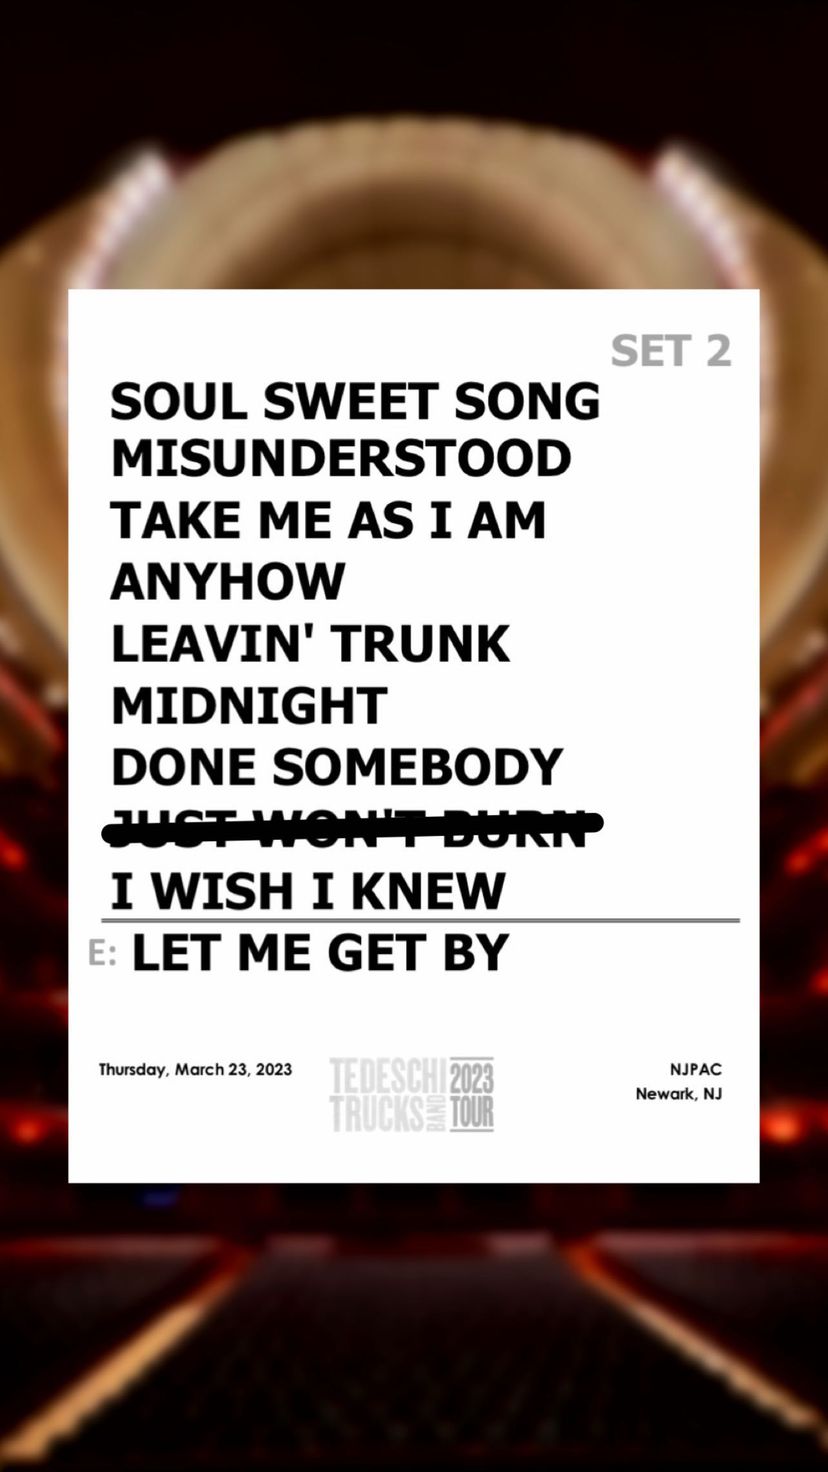 SET 2
SOUL SWEET SONG
MISUNDERSTOOD
TAKE ME AS I AM
ANYHOW
LEAVIN' TRUNK
MIDNIGHT
DONE SOMEBODY
JUST WON'T BURN
I WISH I KNEW
E: LET ME GET BY
Thursday, March 23, 2023
TEDESCHI
TRUCKS BAND
2023
TOUR
NJPAC
Newark, NJ